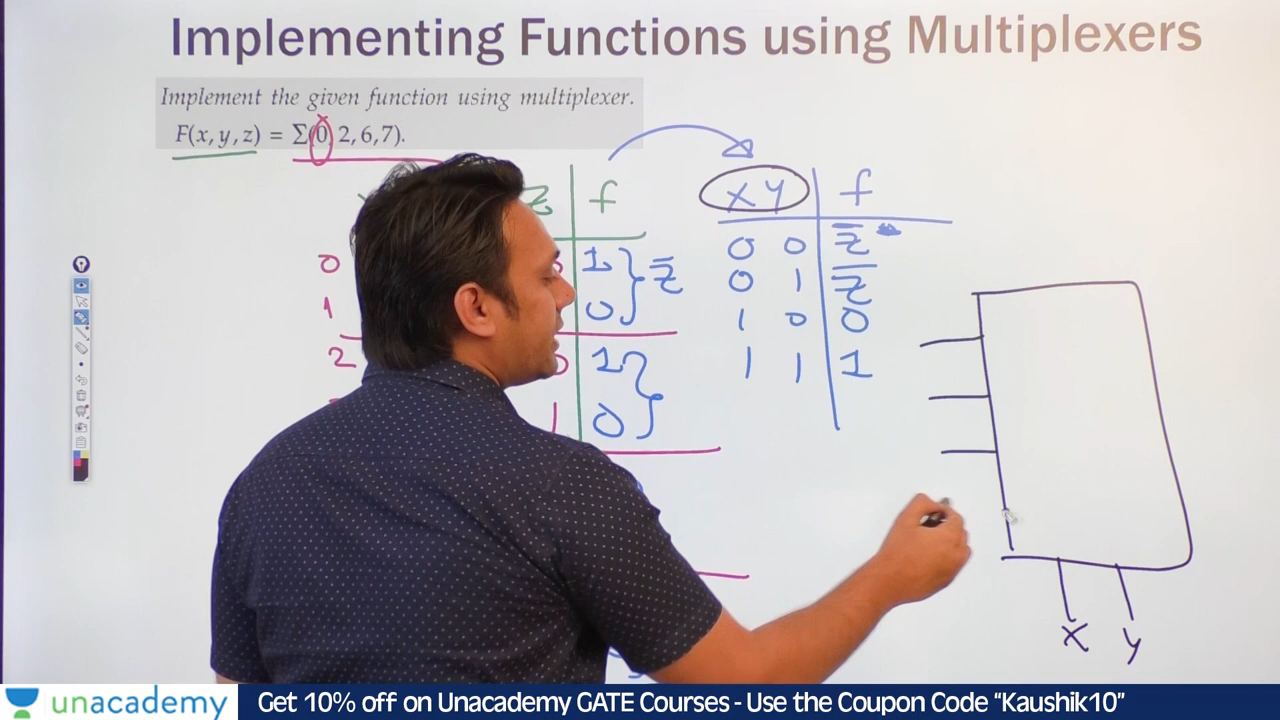 Implementing Functions using Multiplexers
Implement the given function using multiplexer.
F(x, y, z) = Σ(0, 2, 6, 7).
z f
0 1
1 0
} z̅
2 1
1 0
x y f
0 0 z̅
0 1 z̅
1 0 0
1 1 1
x y
unacademy
Get 10% off on Unacademy GATE Courses - Use the Coupon Code “Kaushik10”